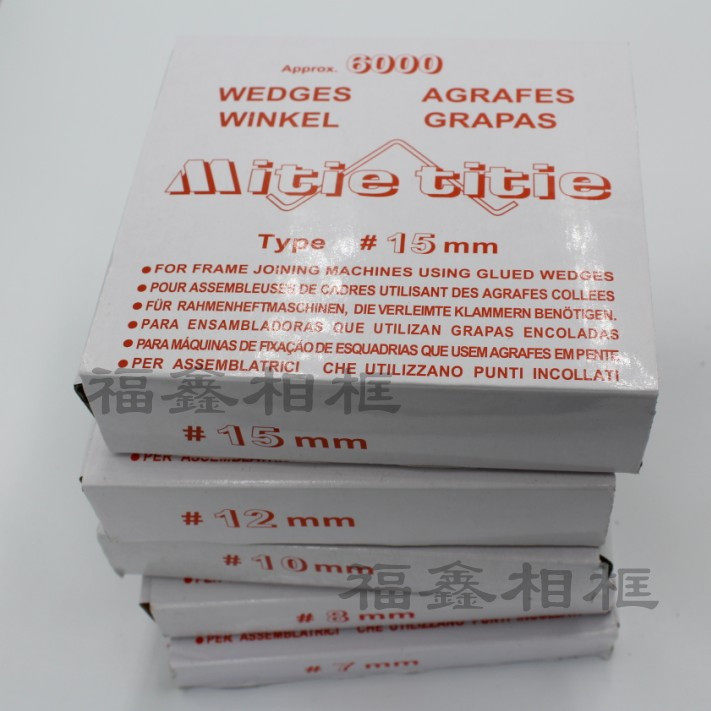 Approx. 6000
WEDGES AGRAFES
WINKEL GRAPAS
Mitie titie
Type # 15 mm
● FOR FRAME JOINING MACHINES USING GLUED WEDGES
● POUR ASSEMBLEUSES DE CADRES UTILISANT DES AGRAFES COLLEES
● FÜR RAHMENHEFTMASCHINEN, DIE VERLEIMTE KLAMMERN BENÖTIGEN.
● PARA ENSAMBLADORAS QUE UTILIZAN GRAPAS ENCOLADAS
● PARA MÁQUINAS DE FIXAÇÃO DE ESQUADRIAS QUE USEM AGRAFES EM PENTE
● PER ASSEMBLATRICI CHE UTILIZZANO PUNTI INCOLLATI
福鑫相框
# 15 mm
● PER ASSEMBLATRICI
# 12 mm
# 10 mm
福鑫相框
# 8 mm
● PER ASSEMBLATRICI CHE UTILIZZANO PUNTI
# 7 mm